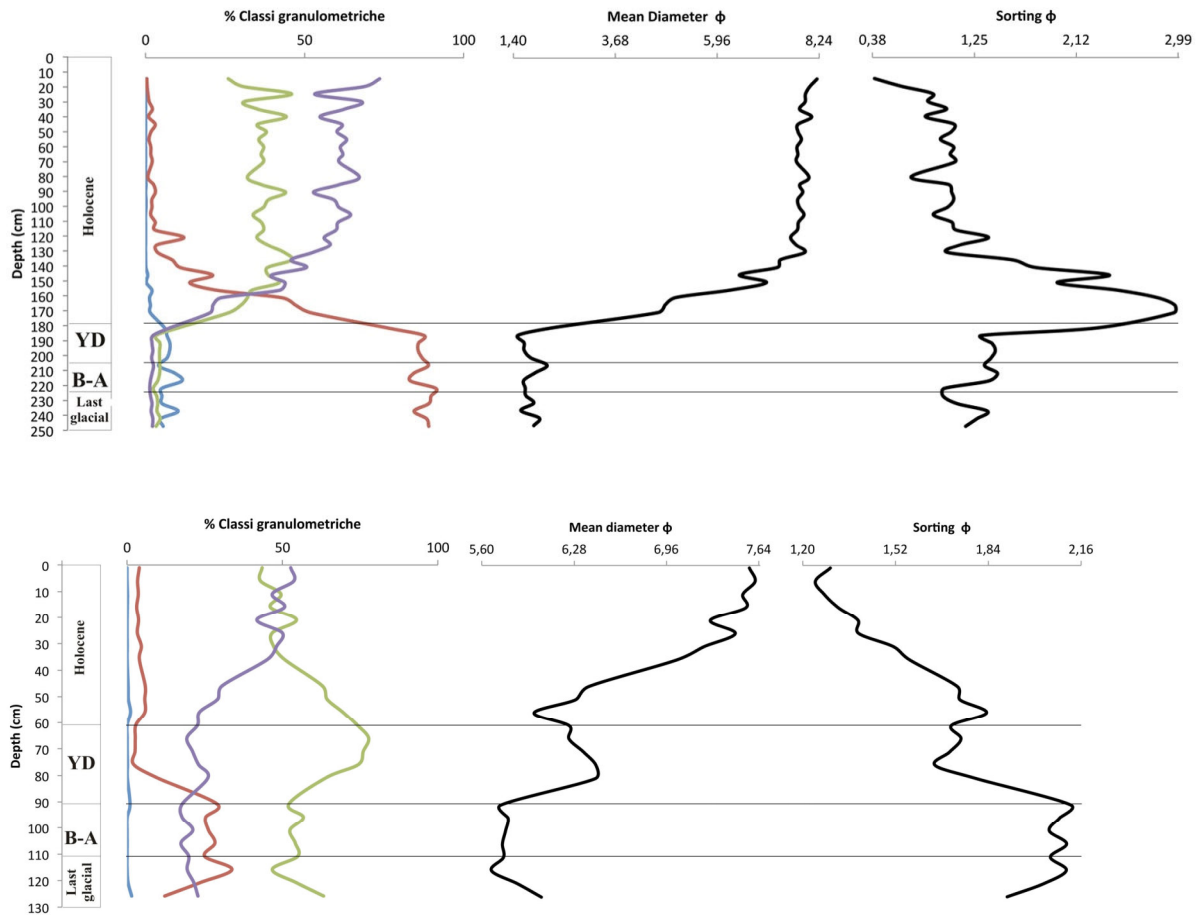 % Classi granulometriche Mean Diameter ϕ Sorting ϕ
0 50 100 1,40 3,68 5,96 8,24 0,38 1,25 2,12 2,99
0
10
20
30
40
50
60
70
80
90
100
110
120
130
140
150
160
170
180
190
200
210
220
230
240
250
Depth (cm)
Holocene
YD
B-A
Last
glacial
% Classi granulometriche Mean diameter ϕ Sorting ϕ
0 50 100 5,60 6,28 6,96 7,64 1,20 1,52 1,84 2,16
0
10
20
30
40
50
60
70
80
90
100
110
120
130
Depth (cm)
Holocene
YD
B-A
Last
glacial